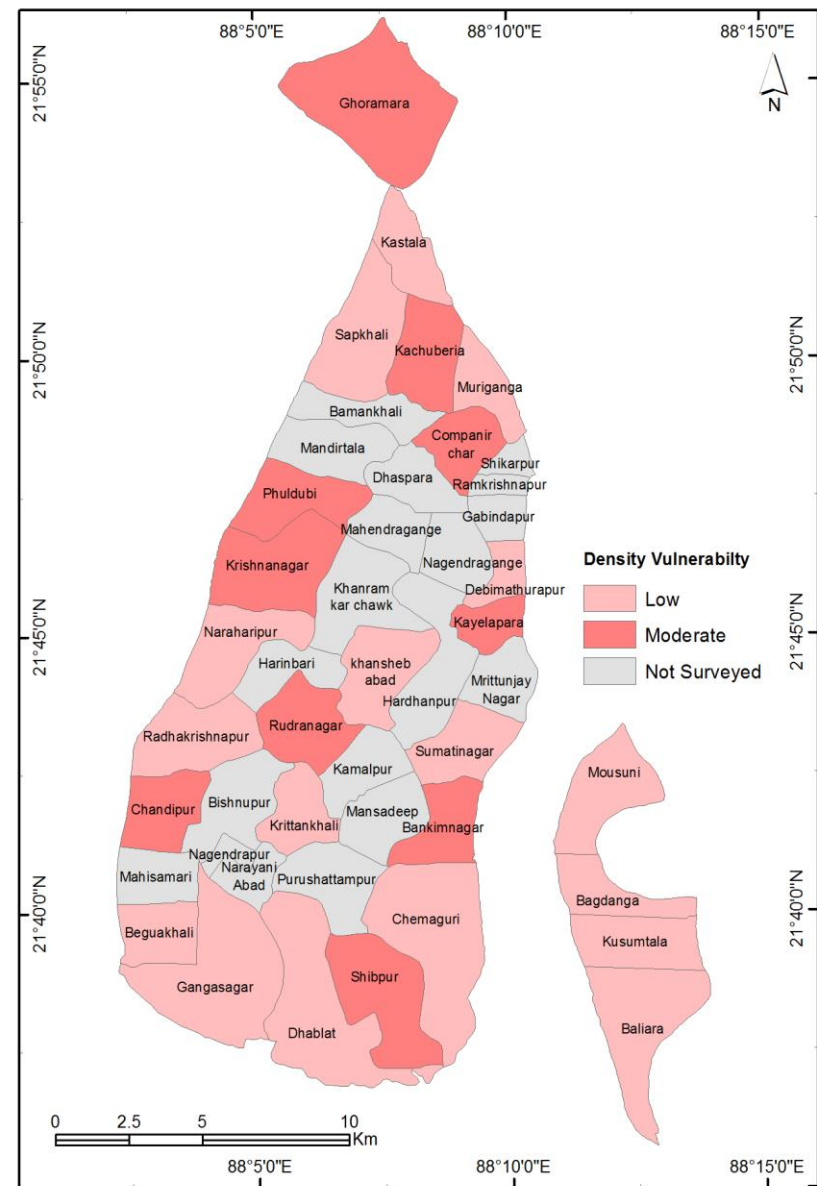 88°5'0"E
88°10'0"E
88°15'0"E
21°55'0"N
21°55'0"N
N
Ghoramara
Kastala
Sapkhali
Kachuberia
Muriganga
21°50'0"N
21°50'0"N
Bamankhali
Companir
char
Mandirtala
Shikarpur
Dhaspara
Ramkrishnapur
Phuldubi
Gabindapur
Mahendragange
Nagendragange
Krishnanagar
Khanram
kar chawk
Debimathurapur
Density Vulnerabilty
Low
Moderate
Not Surveyed
Kayelapara
21°45'0"N
21°45'0"N
Naraharipur
Harinbari
khansheb
abad
Hardhanpur
Mrittunjay
Nagar
Rudranagar
Radhakrishnapur
Sumatinagar
Kamalpur
Mousuni
Chandipur
Bishnupur
Mansadeep
Krittankhali
Bankimnagar
Nagendrapur
Narayani
Abad
Mahisamari
Purushattampur
21°40'0"N
21°40'0"N
Bagdanga
Beguakhali
Chemaguri
Kusumtala
Shibpur
Gangasagar
Dhablat
Baliara
0 2.5 5 10
Km
88°5'0"E
88°10'0"E
88°15'0"E